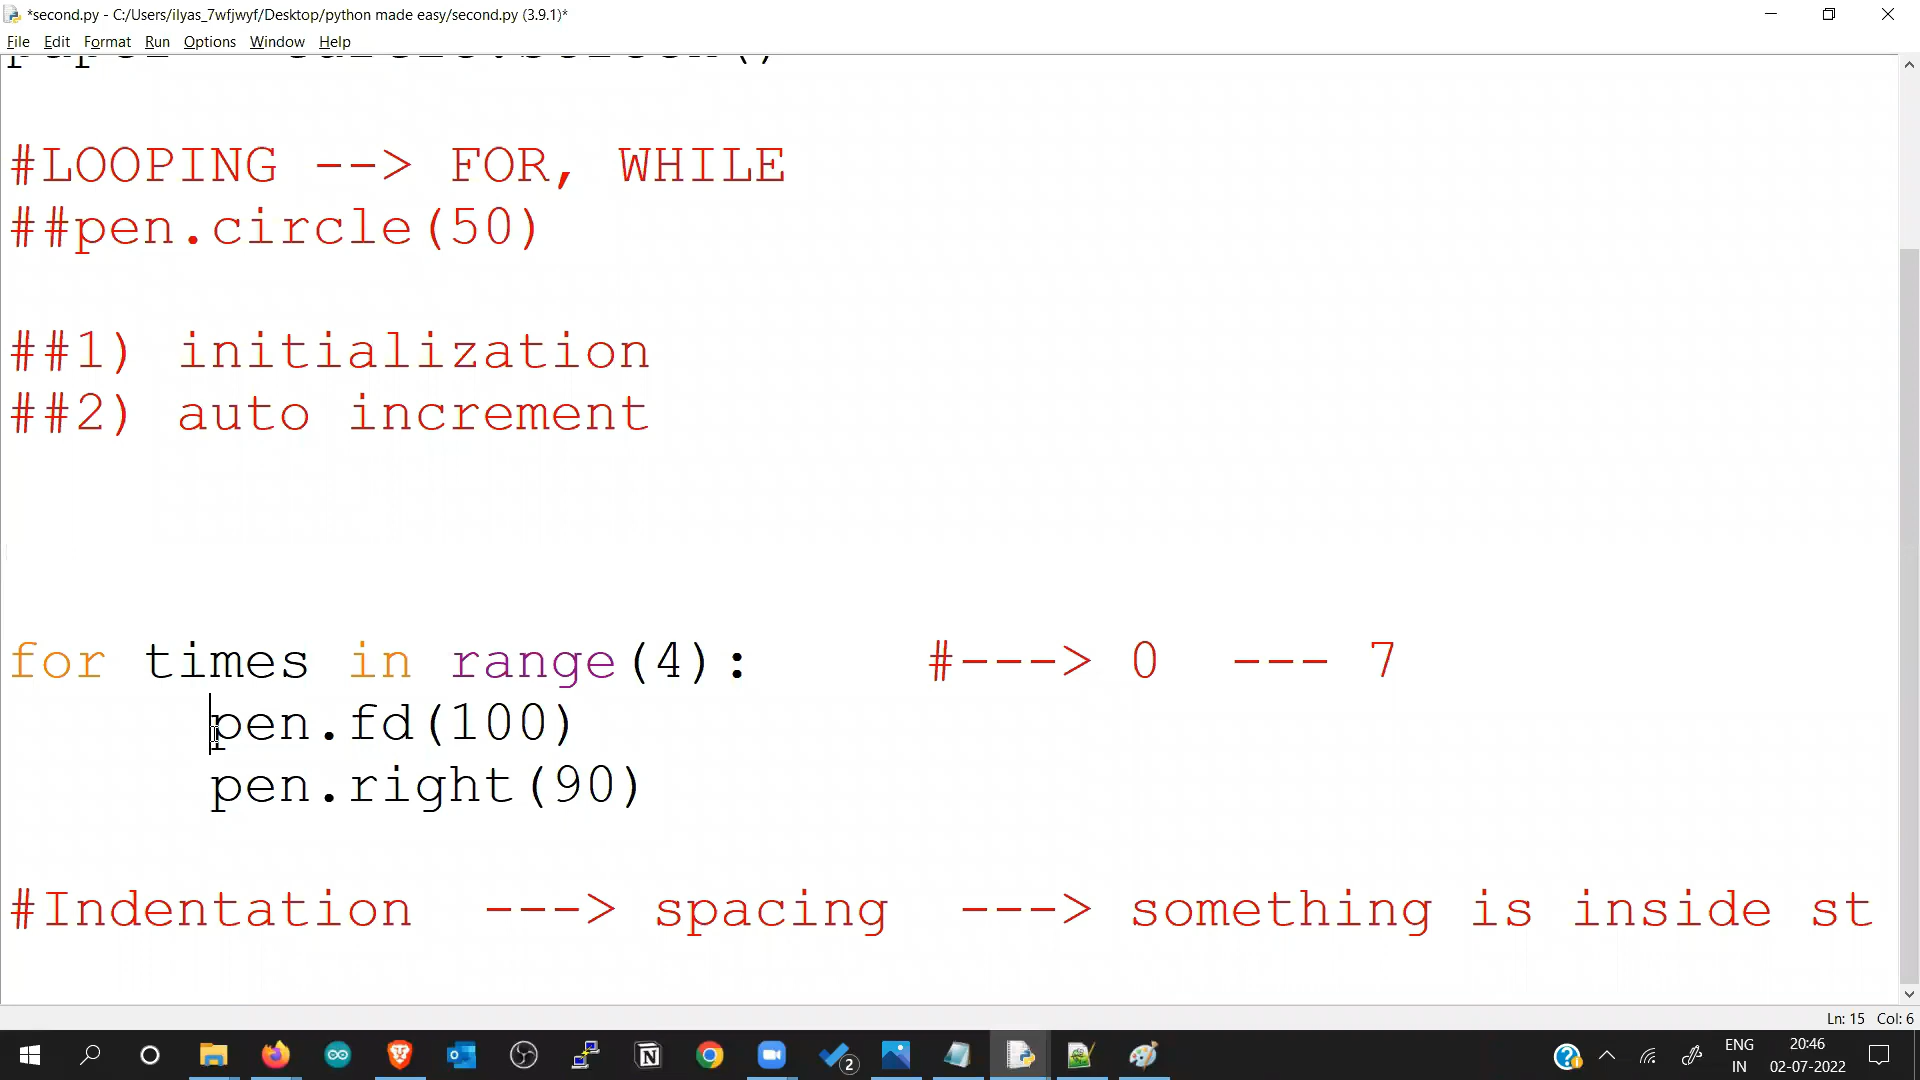 *second.py - C:/Users/ilyas_7wfjwyf/Desktop/python made easy/second.py (3.9.1)*
File Edit Format Run Options Window Help
#LOOPING --> FOR, WHILE
##pen.circle(50)
##1) initialization
##2) auto increment
for times in range(4): #---> 0 --- 7
pen.fd(100)
pen.right(90)
#Indentation ---> spacing ---> something is inside st
Ln: 15 Col: 6
2
ENG
IN
20:46
02-07-2022